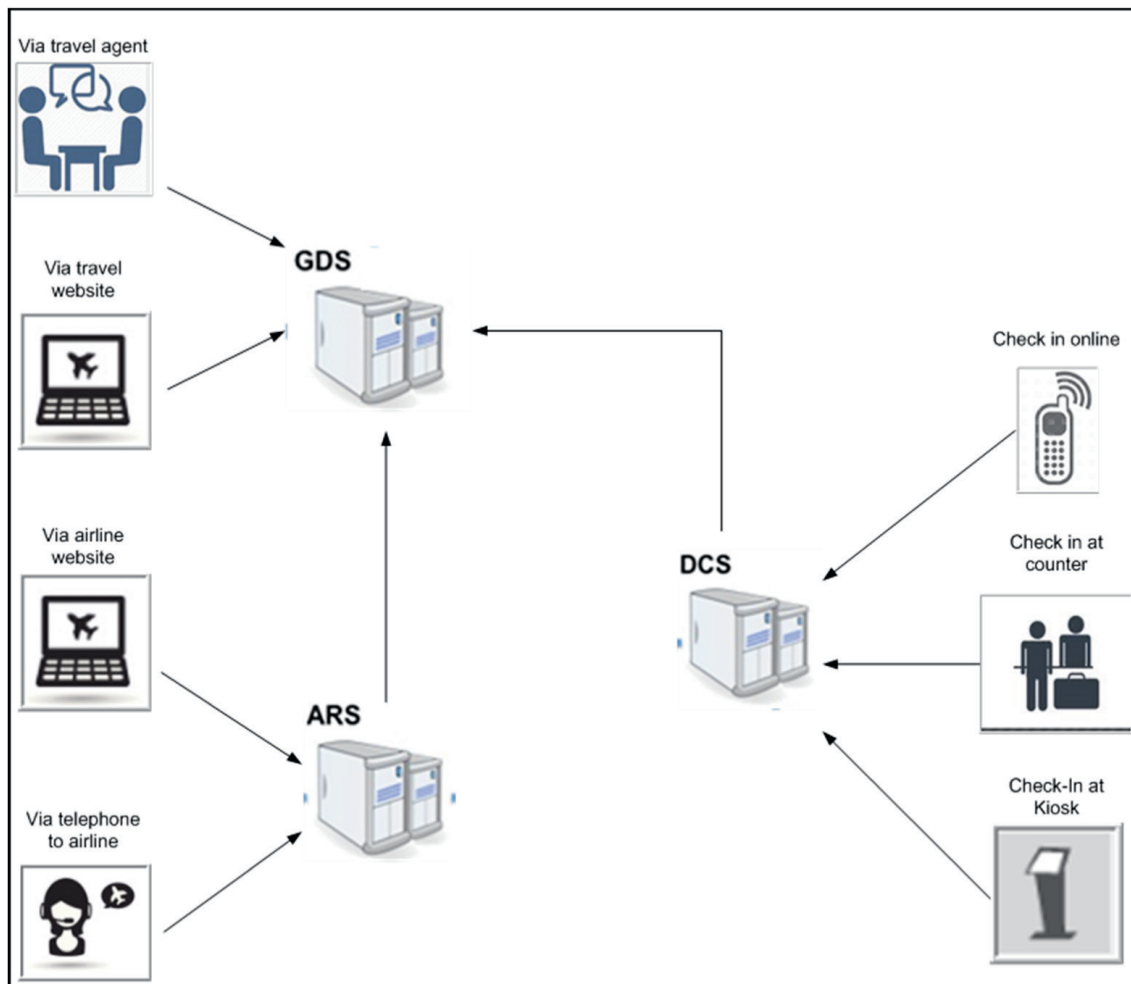 Via travel agent
GDS
Via travel
website
Check in online
Via airline
website
Check in at
counter
DCS
ARS
Check-In at
Kiosk
Via telephone
to airline